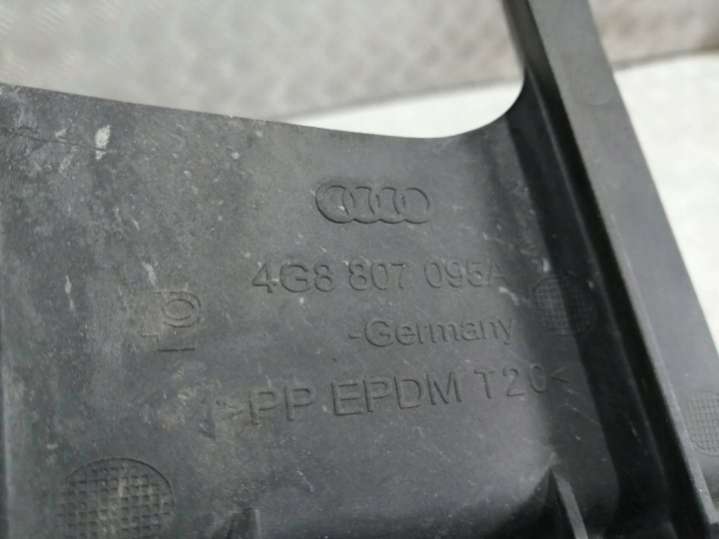 4G8 807 095A
-Germany
>PP EPDM T20<